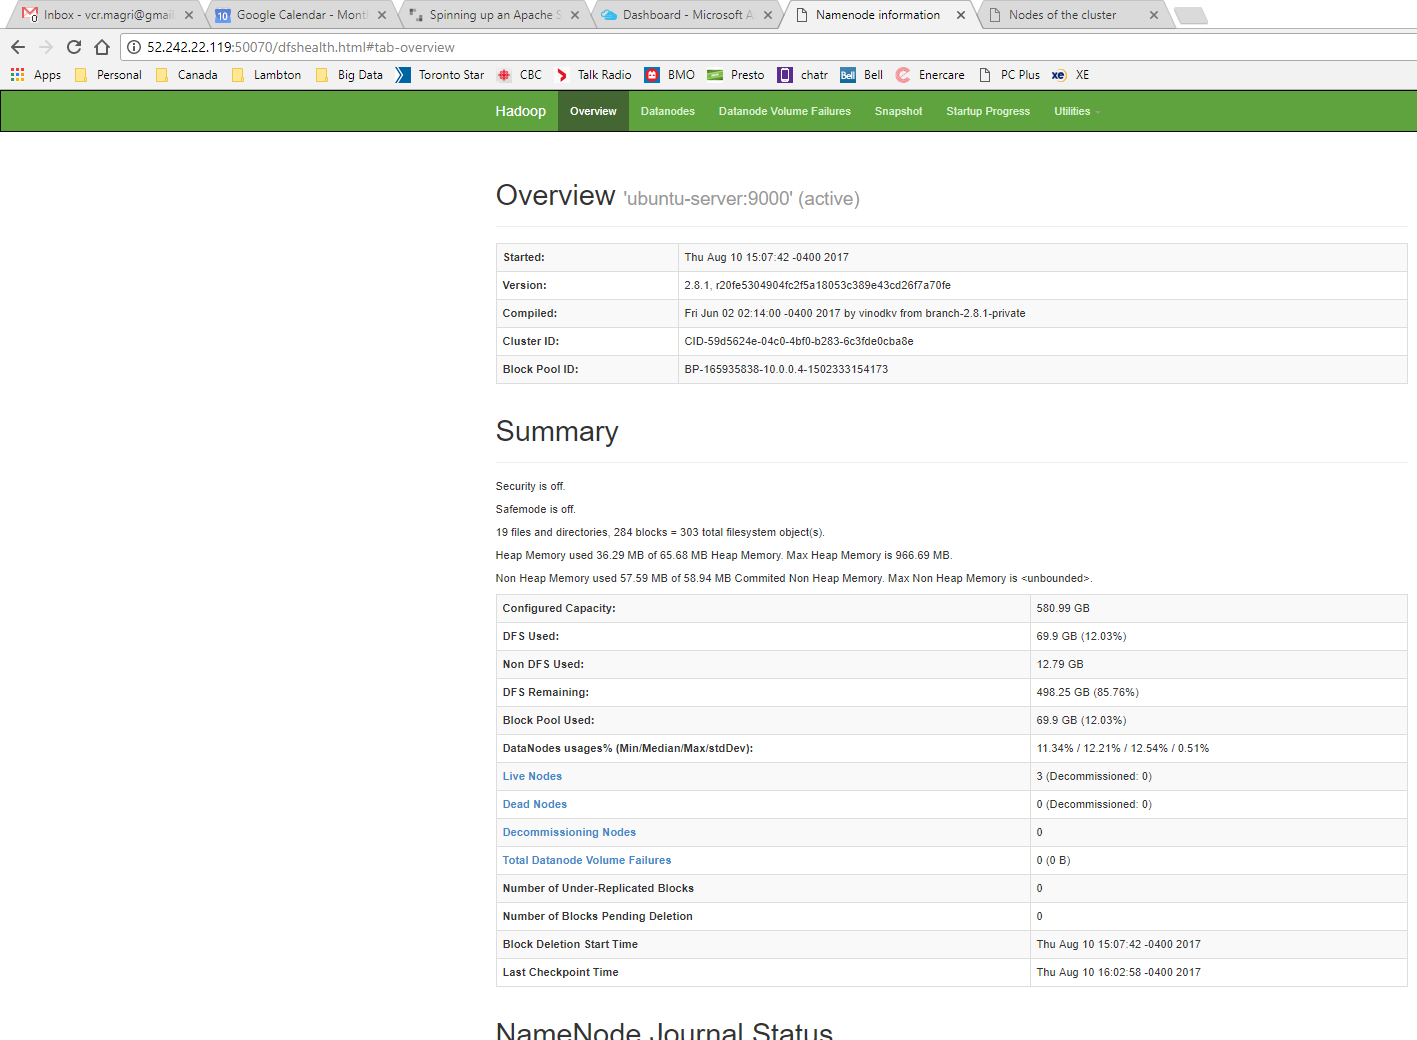 Inbox - vcr.magri@gmail
Google Calendar - Mont
Spinning up an Apache S
Dashboard - Microsoft A
Namenode information
Nodes of the cluster
52.242.22.119:50070/dfshealth.html#tab-overview
Apps Personal Canada Lambton Big Data Toronto Star CBC Talk Radio BMO Presto chatr Bell Enercare PC Plus XE
Hadoop Overview Datanodes Datanode Volume Failures Snapshot Startup Progress Utilities
Overview 'ubuntu-server:9000' (active)
Started: Thu Aug 10 15:07:42 -0400 2017
Version: 2.8.1, r20fe5304904fc2f5a18053c389e43cd26f7a70fe
Compiled: Fri Jun 02 02:14:00 -0400 2017 by vinodkv from branch-2.8.1-private
Cluster ID: CID-59d5624e-04c0-4bf0-b283-6c3fde0cba8e
Block Pool ID: BP-165935838-10.0.0.4-1502333154173
Summary
Security is off.
Safemode is off.
19 files and directories, 284 blocks = 303 total filesystem object(s).
Heap Memory used 36.29 MB of 65.68 MB Heap Memory. Max Heap Memory is 966.69 MB.
Non Heap Memory used 57.59 MB of 58.94 MB Commited Non Heap Memory. Max Non Heap Memory is <unbounded>.
Configured Capacity: 580.99 GB
DFS Used: 69.9 GB (12.03%)
Non DFS Used: 12.79 GB
DFS Remaining: 498.25 GB (85.76%)
Block Pool Used: 69.9 GB (12.03%)
DataNodes usages% (Min/Median/Max/stdDev): 11.34% / 12.21% / 12.54% / 0.51%
Live Nodes 3 (Decommissioned: 0)
Dead Nodes 0 (Decommissioned: 0)
Decommissioning Nodes 0
Total Datanode Volume Failures 0 (0 B)
Number of Under-Replicated Blocks 0
Number of Blocks Pending Deletion 0
Block Deletion Start Time Thu Aug 10 15:07:42 -0400 2017
Last Checkpoint Time Thu Aug 10 16:02:58 -0400 2017
NameNode Journal Status